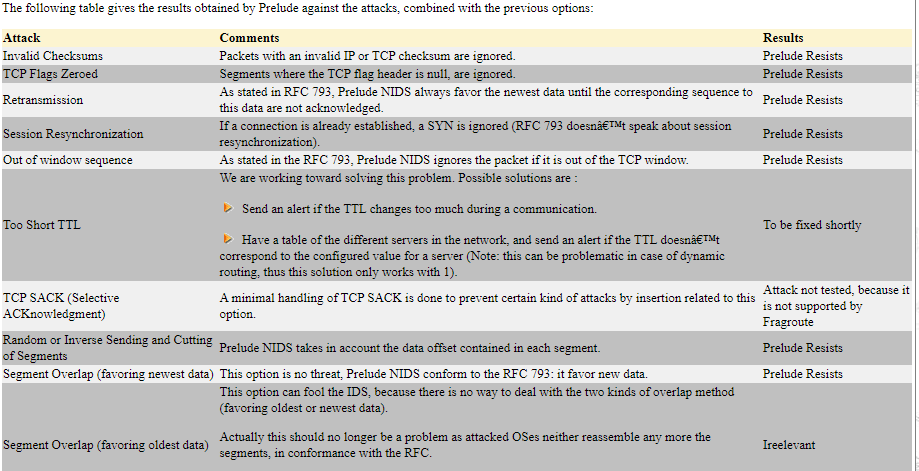 The following table gives the results obtained by Prelude against the attacks, combined with the previous options:
Attack Comments Results
Invalid Checksums Packets with an invalid IP or TCP checksum are ignored. Prelude Resists
TCP Flags Zeroed Segments where the TCP flag header is null, are ignored. Prelude Resists
Retransmission
As stated in RFC 793, Prelude NIDS always favor the newest data until the corresponding sequence to
this data are not acknowledged.
Prelude Resists
Session Resynchronization
If a connection is already established, a SYN is ignored (RFC 793 doesnâ€™t speak about session
resynchronization).
Prelude Resists
Out of window sequence As stated in the RFC 793, Prelude NIDS ignores the packet if it is out of the TCP window. Prelude Resists
Too Short TTL
We are working toward solving this problem. Possible solutions are :
Send an alert if the TTL changes too much during a communication.
Have a table of the different servers in the network, and send an alert if the TTL doesnâ€™t
correspond to the configured value for a server (Note: this can be problematic in case of dynamic
routing, thus this solution only works with 1).
To be fixed shortly
TCP SACK (Selective
ACKnowledgment)
A minimal handling of TCP SACK is done to prevent certain kind of attacks by insertion related to this
option.
Attack not tested, because it
is not supported by
Fragroute
Random or Inverse Sending and Cutting
of Segments
Prelude NIDS takes in account the data offset contained in each segment. Prelude Resists
Segment Overlap (favoring newest data) This option is no threat, Prelude NIDS conform to the RFC 793: it favor new data. Prelude Resists
Segment Overlap (favoring oldest data)
This option can fool the IDS, because there is no way to deal with the two kinds of overlap method
(favoring oldest or newest data).
Actually this should no longer be a problem as attacked OSes neither reassemble any more the
segments, in conformance with the RFC.
Ireelevant